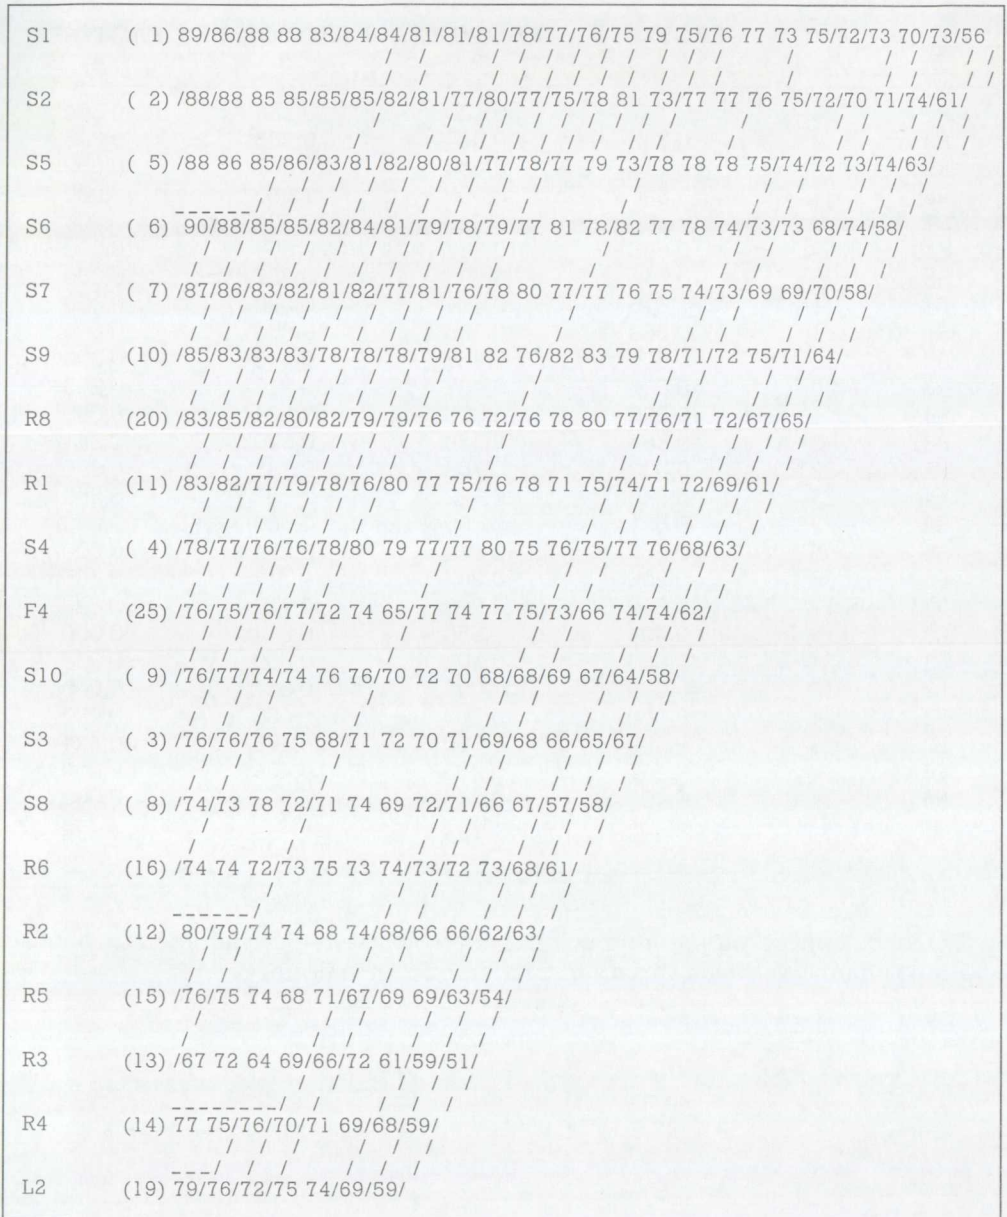 S1 ( 1) 89/86/88 88 83/84/84/81/81/81/78/77/76/75 79 75/76 77 73 75/72/73 70/73/56
S2 ( 2) /88/88 85 85/85/85/82/81/77/80/77/75/78 81 73/77 77 76 75/72/70 71/74/61/
S5 ( 5) /88 86 85/86/83/81/82/80/81/77/78/77 79 73/78 78 78 75/74/72 73/74/63/
S6 ( 6) 90/88/85/85/82/84/81/79/78/79/77 81 78/82 77 78 74/73/73 68/74/58/
S7 ( 7) /87/86/83/82/81/82/77/81/76/78 80 77/77 76 75 74/73/69 69/70/58/
S9 (10) /85/83/83/83/78/78/78/79/81 82 76/82 83 79 78/71/72 75/71/64/
R8 (20) /83/85/82/80/82/79/79/76 76 72/76 78 80 77/76/71 72/67/65/
R1 (11) /83/82/77/79/78/76/80 77 75/76 78 71 75/74/71 72/69/61/
S4 ( 4) /78/77/76/76/78/80 79 77/77 80 75 76/75/77 76/68/63/
F4 (25) /76/75/76/77/72 74 65/77 74 77 75/73/66 74/74/62/
S10 ( 9) /76/77/74/74 76 76/70 72 70 68/68/69 67/64/58/
S3 ( 3) /76/76/76 75 68/71 72 70 71/69/68 66/65/67/
S8 ( 8) /74/73 78 72/71 74 69 72/71/66 67/57/58/
R6 (16) /74 74 72/73 75 73 74/73/72 73/68/61/
R2 (12) 80/79/74 74 68 74/68/66 66/62/63/
R5 (15) /76/75 74 68 71/67/69 69/63/54/
R3 (13) /67 72 64 69/66/72 61/59/51/
R4 (14) 77 75/76/70/71 69/68/59/
L2 (19) 79/76/72/75 74/69/59/